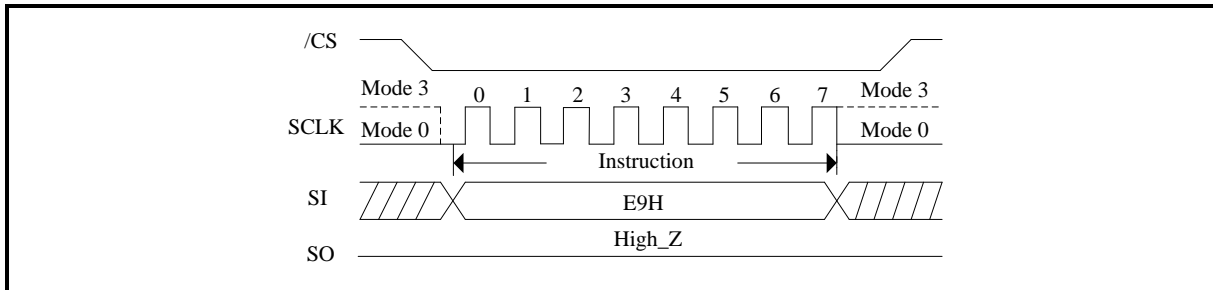 /CS
Mode 3 0 1 2 3 4 5 6 7 Mode 3
SCLK Mode 0 Mode 0
Instruction
SI E9H
High_Z
SO